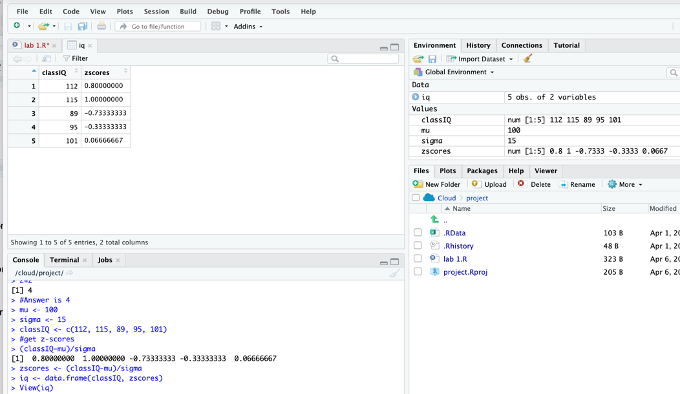 File Edit Code View Plots Session Build Debug Profile Tools Help
Go to file/function Addins
lab 1.R* iq
Filter
classIQ zscores
1 112 0.80000000
2 115 1.00000000
3 89 -0.73333333
4 95 -0.33333333
5 101 0.06666667
Showing 1 to 5 of 5 entries, 2 total columns
Console Terminal Jobs
/cloud/project/
> 2+2
[1] 4
> #Answer is 4
> mu <- 100
> sigma <- 15
> classIQ <- c(112, 115, 89, 95, 101)
> #get z-scores
> (classIQ-mu)/sigma
[1] 0.80000000 1.00000000 -0.73333333 -0.33333333 0.06666667
> zscores <- (classIQ-mu)/sigma
> iq <- data.frame(classIQ, zscores)
> View(iq)
Environment History Connections Tutorial
Import Dataset
Global Environment
Data
iq 5 obs. of 2 variables
Values
classIQ num [1:5] 112 115 89 95 101
mu 100
sigma 15
zscores num [1:5] 0.8 1 -0.7333 -0.3333 0.0667
Files Plots Packages Help Viewer
New Folder Upload Delete Rename More
Cloud project
Name Size Modified
..
.RData 103 B Apr 1, 20
.Rhistory 48 B Apr 1, 20
lab 1.R 323 B Apr 6, 20
project.Rproj 205 B Apr 6, 20